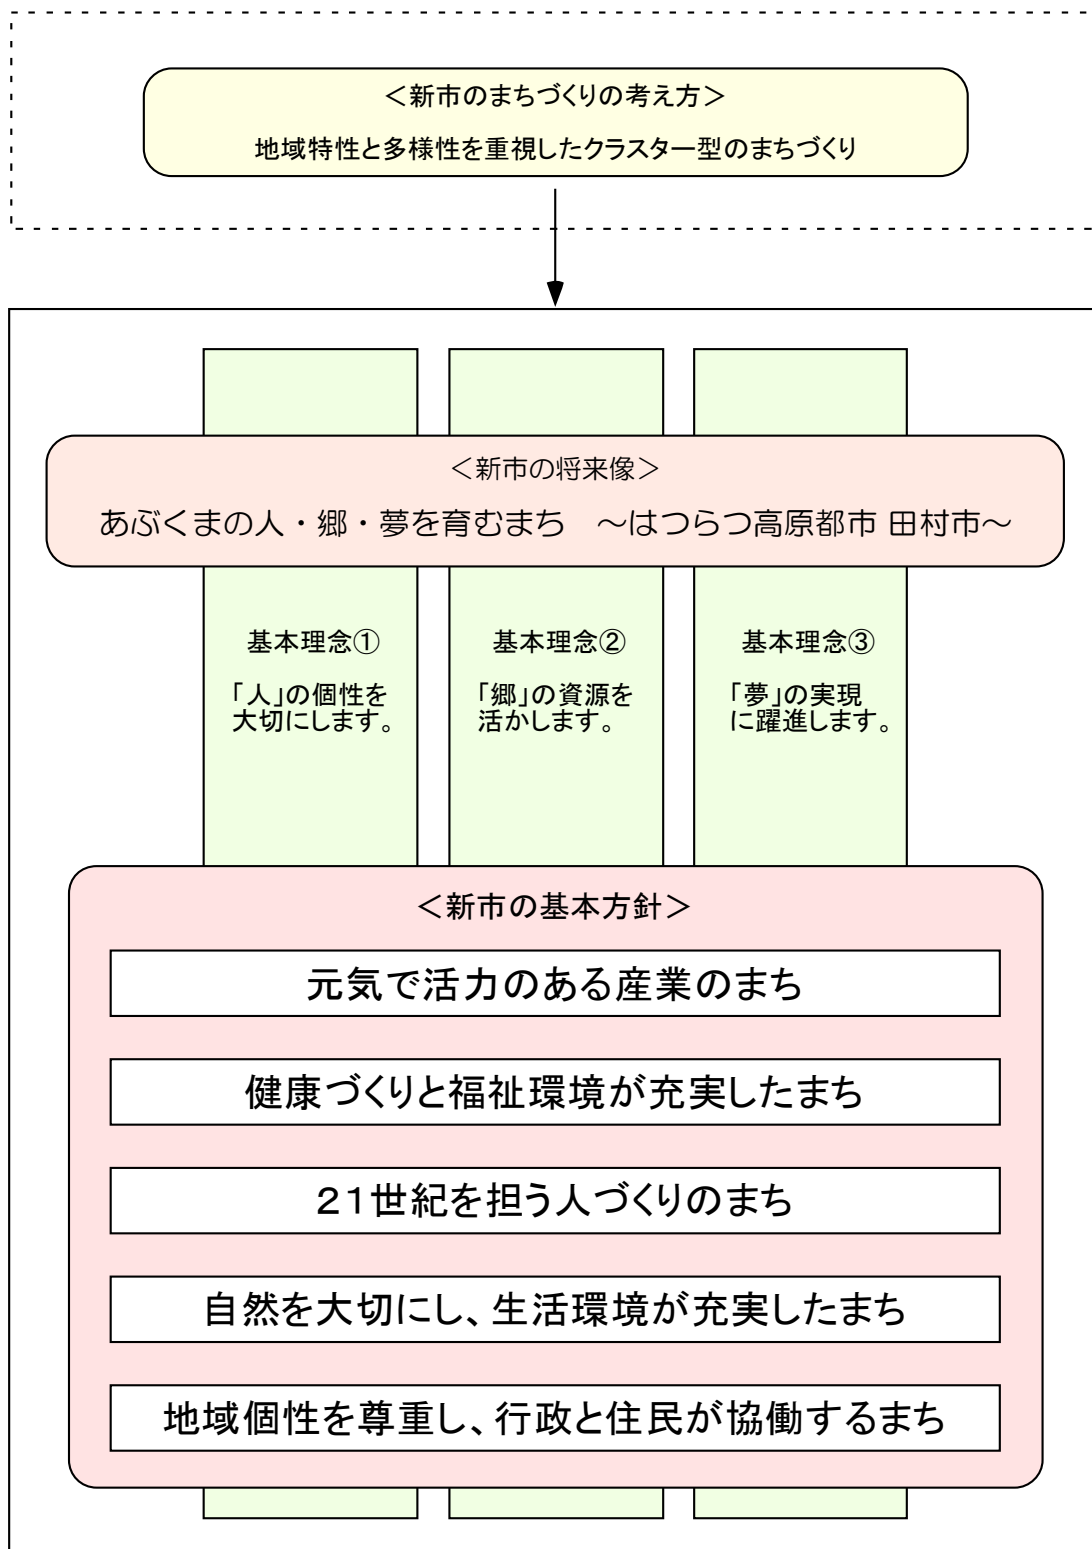 ＜新市のまちづくりの考え方＞
地域特性と多様性を重視したクラスター型のまちづくり
＜新市の将来像＞
あぶくまの人・郷・夢を育むまち　～はつらつ高原都市 田村市～
基本理念①
「人」の個性を
大切にします。
基本理念②
「郷」の資源を
活かします。
基本理念③
「夢」の実現
に躍進します。
＜新市の基本方針＞
元気で活力のある産業のまち
健康づくりと福祉環境が充実したまち
２１世紀を担う人づくりのまち
自然を大切にし、生活環境が充実したまち
地域個性を尊重し、行政と住民が協働するまち